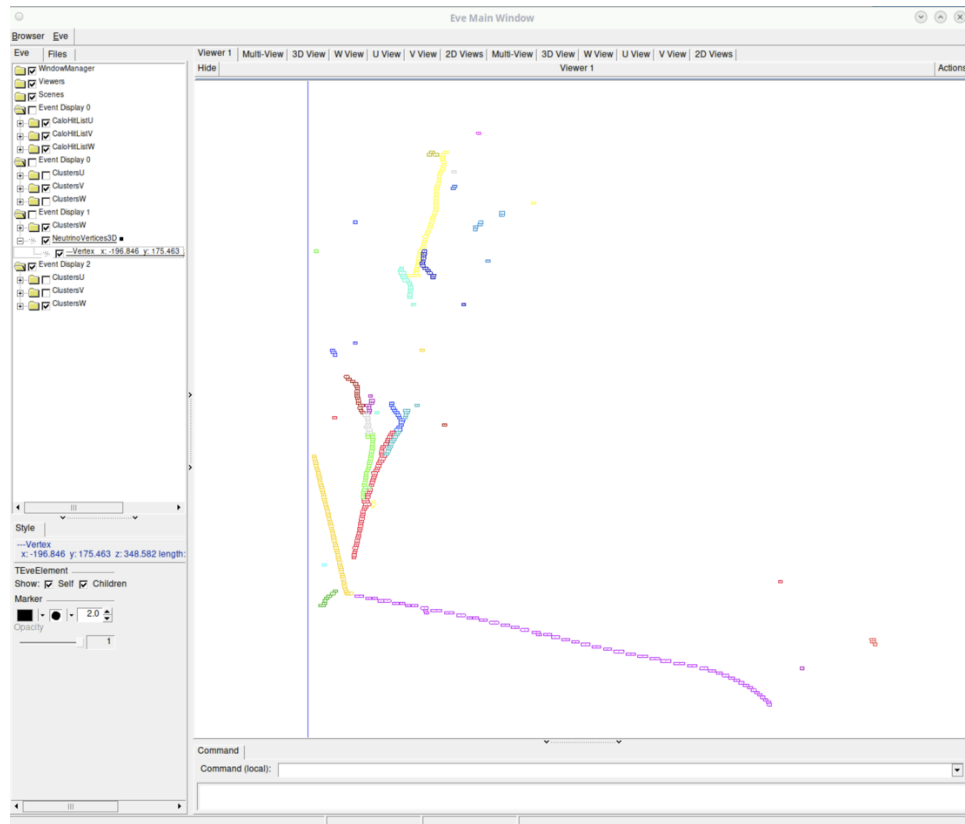 Eve Main Window
Browser Eve
Eve Files
Viewer 1 Multi-View 3D View W View U View V View 2D Views Multi-View 3D View W View U View V View 2D Views
Hide Viewer 1 Actions
WindowManager
Viewers
Scenes
Event Display 0
CaloHitListU
CaloHitListV
CaloHitListW
Event Display 0
ClustersU
ClustersV
ClustersW
Event Display 1
ClustersW
NeutrinoVertices3D
---Vertex x: -196.846 y: 175.463
Event Display 2
ClustersU
ClustersV
ClustersW
Style
---Vertex
x: -196.846 y: 175.463 z: 348.582 length:
TEveElement
Show: Self Children
Marker
2.0
Opacity
1
Command
Command (local):